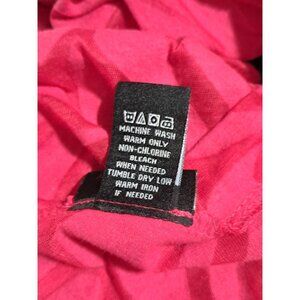 MACHINE WASH
WARM ONLY
NON-CHLORINE
BLEACH
WHEN NEEDED
TUMBLE DRY LOW
WARM IRON
IF NEEDED